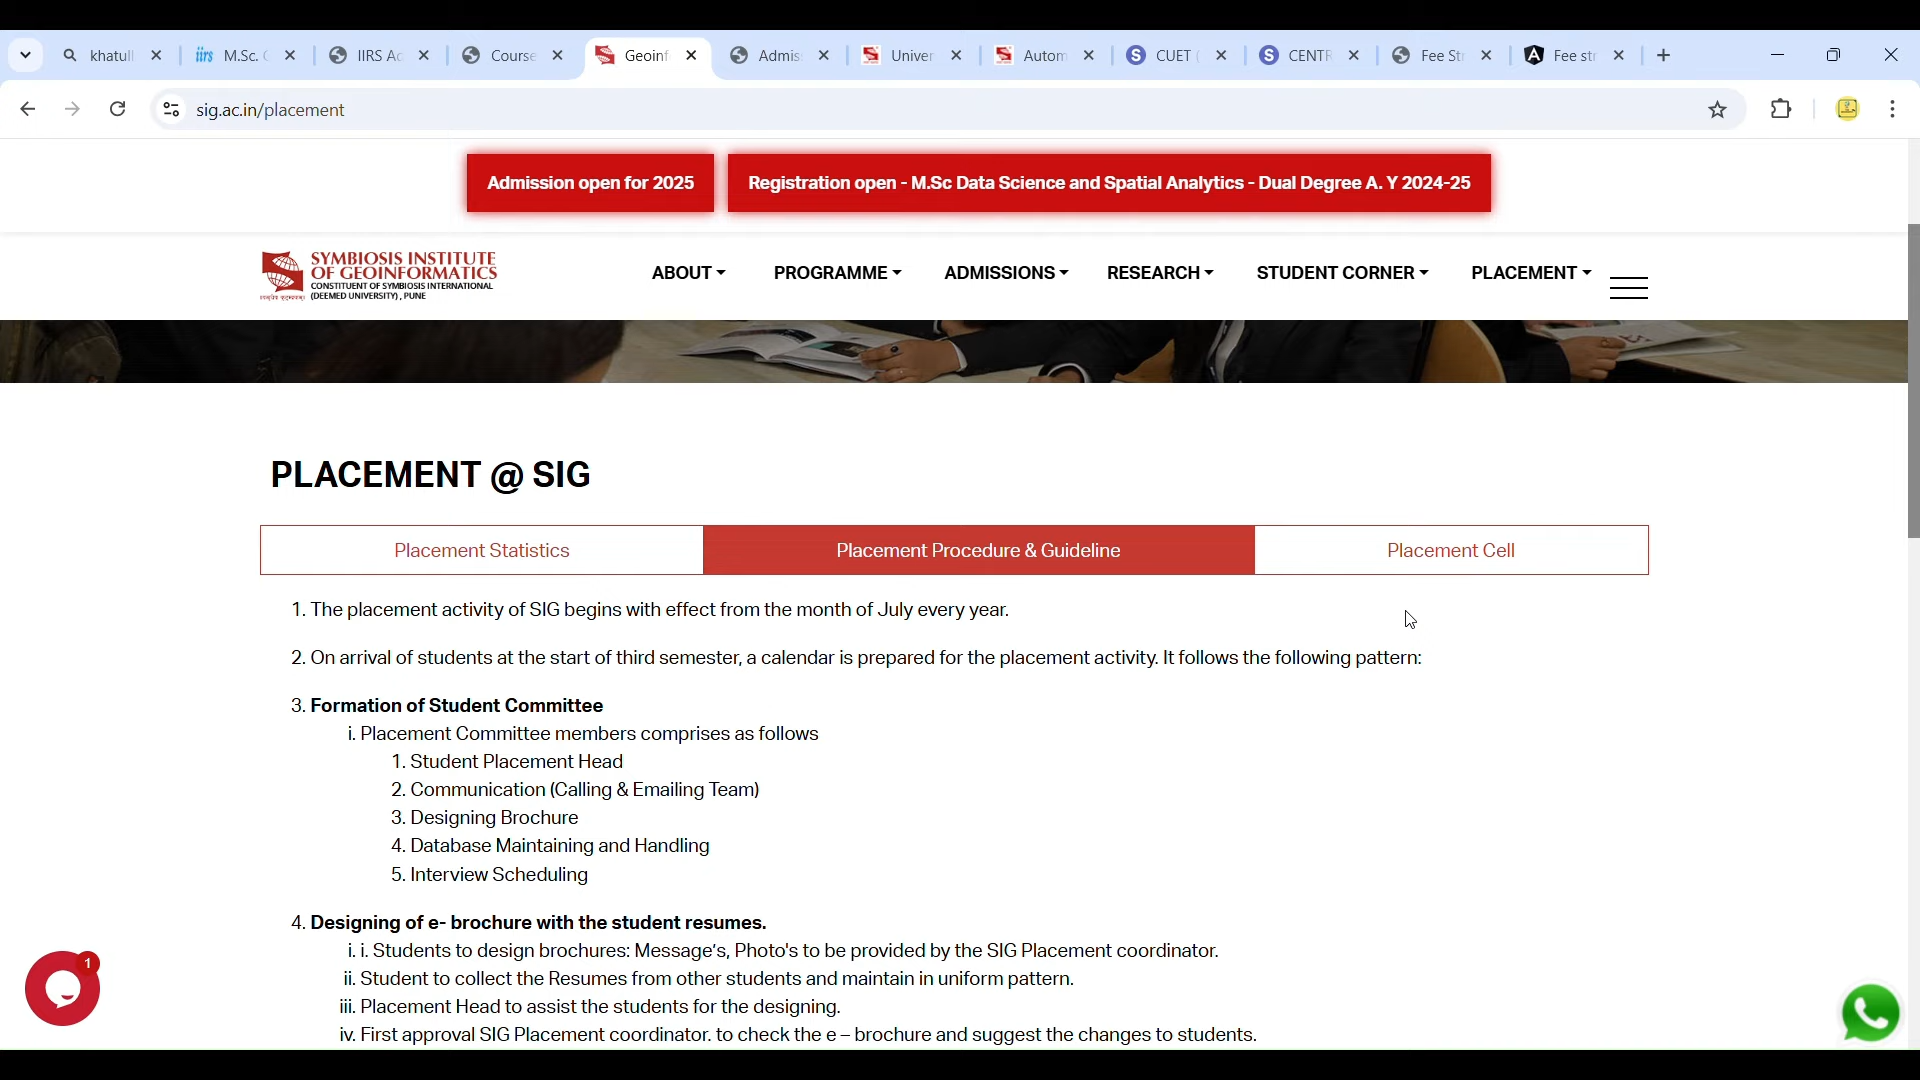 khatull
M.Sc. G
IIRS Ac
Course
Geoinf
Admis
Univer
Autom
CUET (
CENTR
Fee Str
Fee str
sig.ac.in/placement
Admission open for 2025
Registration open - M.Sc Data Science and Spatial Analytics - Dual Degree A. Y 2024-25
SYMBIOSIS INSTITUTE
OF GEOINFORMATICS
CONSTITUENT OF SYMBIOSIS INTERNATIONAL
(DEEMED UNIVERSITY), PUNE
ABOUT
PROGRAMME
ADMISSIONS
RESEARCH
STUDENT CORNER
PLACEMENT
PLACEMENT @ SIG
Placement Statistics
Placement Procedure & Guideline
Placement Cell
1. The placement activity of SIG begins with effect from the month of July every year.
2. On arrival of students at the start of third semester, a calendar is prepared for the placement activity. It follows the following pattern:
3. Formation of Student Committee
i. Placement Committee members comprises as follows
1. Student Placement Head
2. Communication (Calling & Emailing Team)
3. Designing Brochure
4. Database Maintaining and Handling
5. Interview Scheduling
4. Designing of e- brochure with the student resumes.
i. i. Students to design brochures: Message's, Photo's to be provided by the SIG Placement coordinator.
ii. Student to collect the Resumes from other students and maintain in uniform pattern.
iii. Placement Head to assist the students for the designing.
iv. First approval SIG Placement coordinator. to check the e – brochure and suggest the changes to students.
1